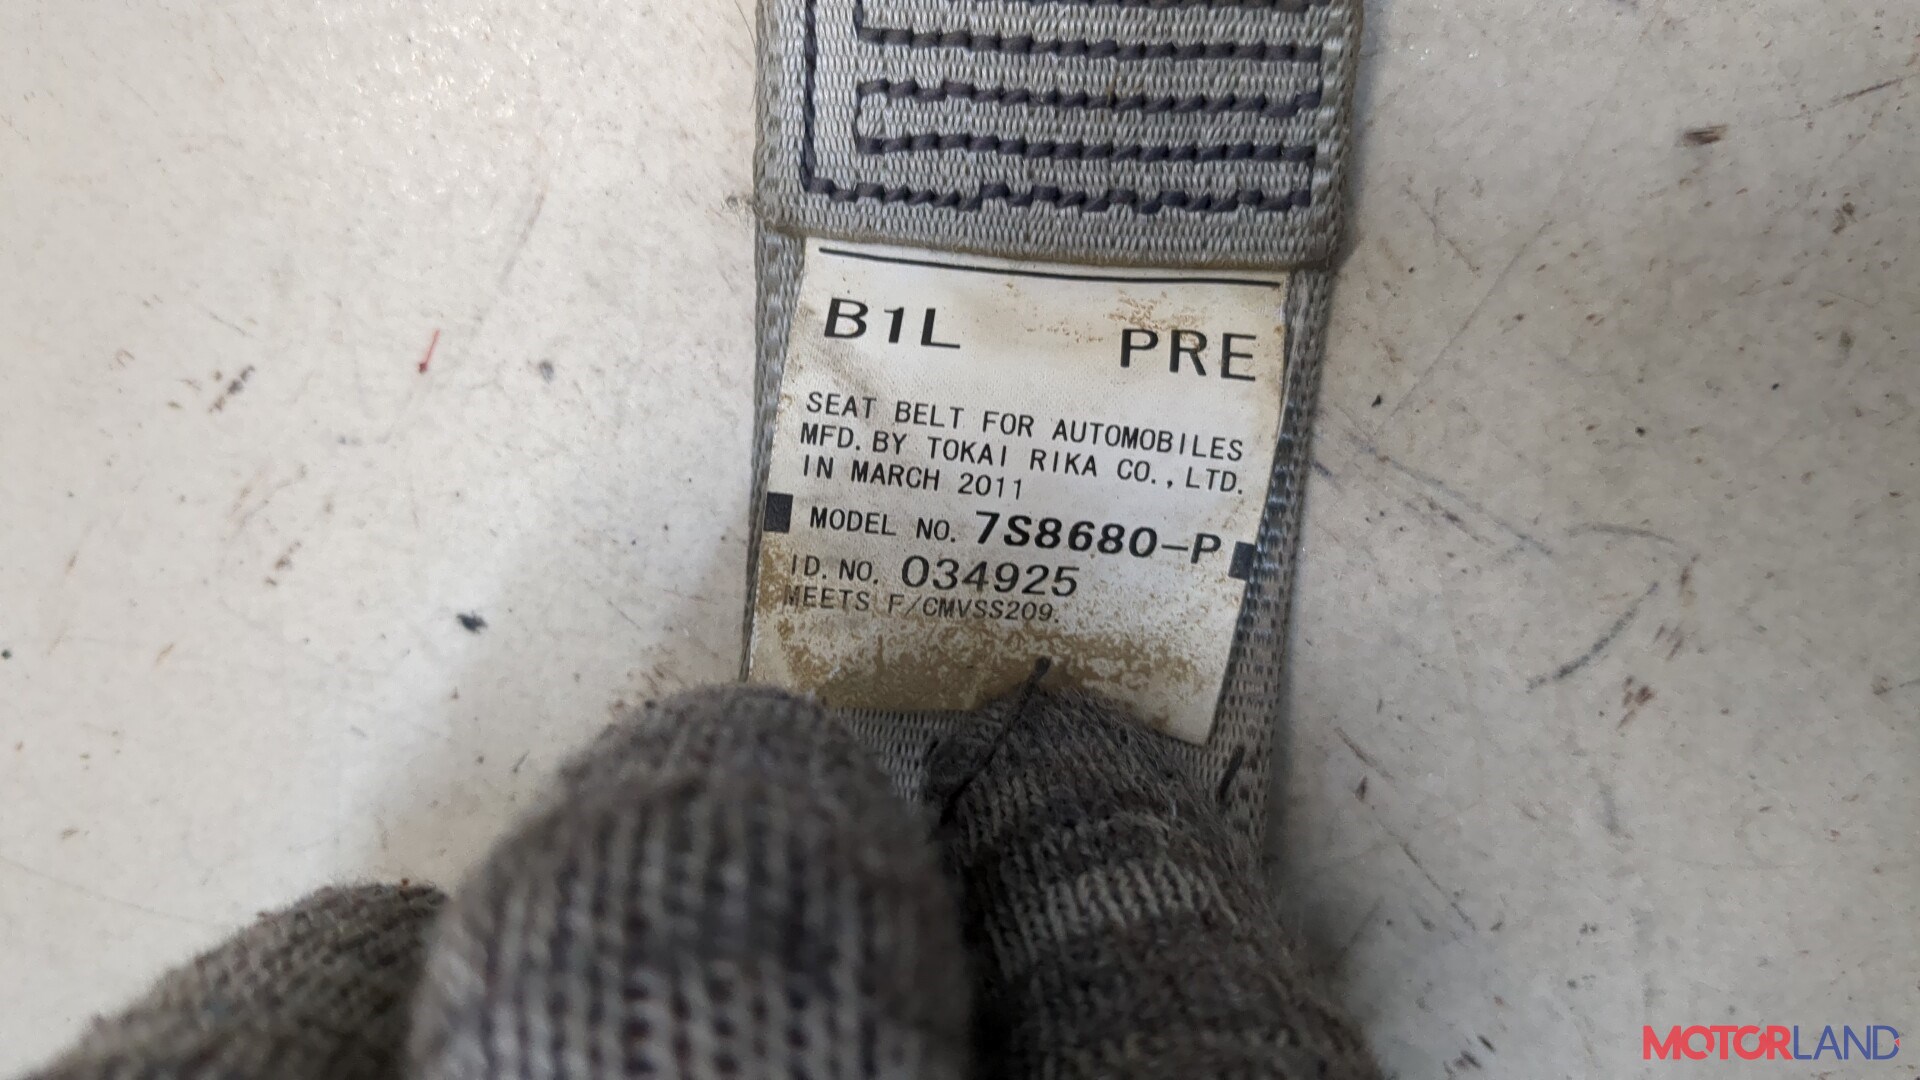 B1L PRE
SEAT BELT FOR AUTOMOBILES
MFD. BY TOKAI RIKA CO., LTD.
IN MARCH 2011
MODEL NO. 7S8680-P
ID. NO. 034925
MEETS F/CMVSS209.
MOTORLAND